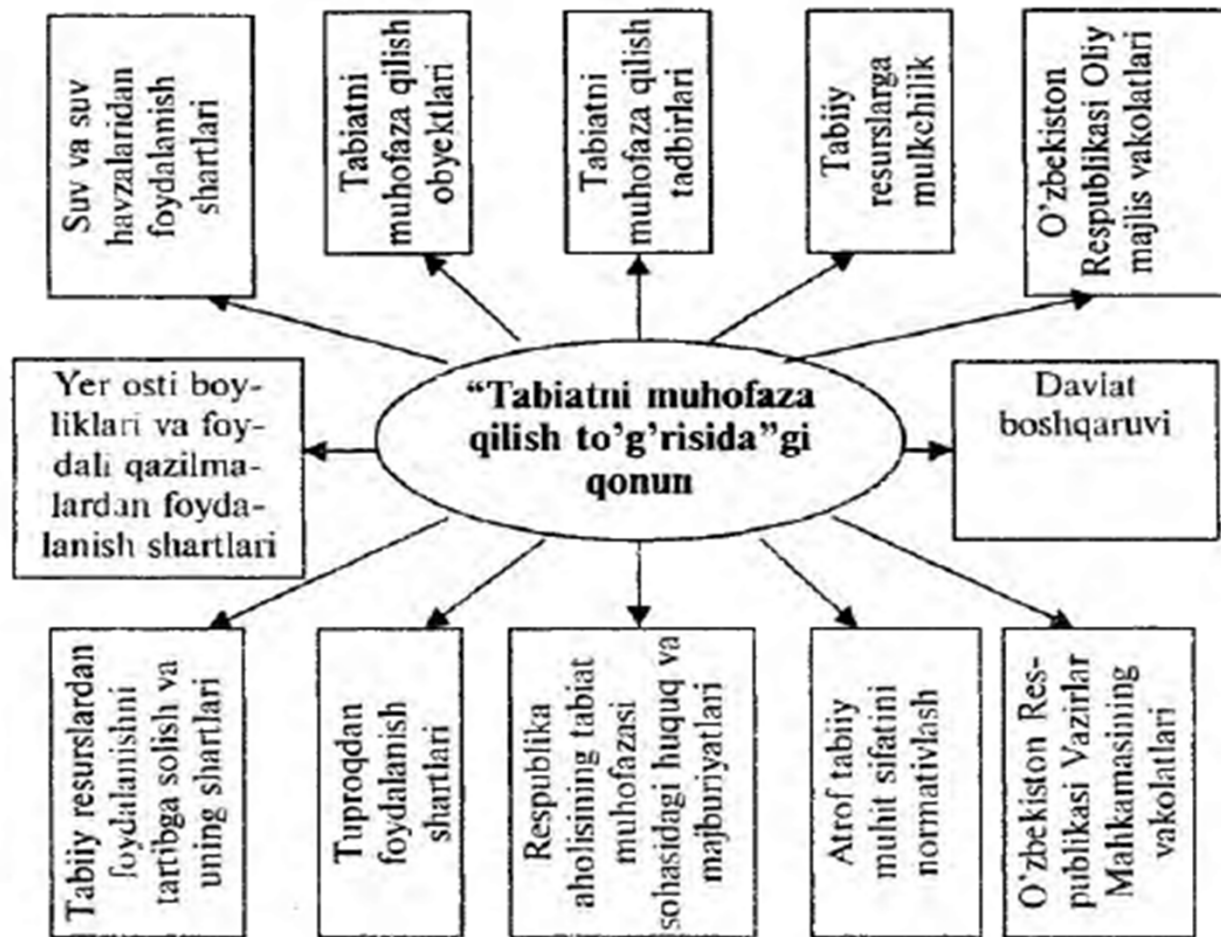 Suv va suv
havzalaridan
foydalanish
shartlari
Tabiatni
muhofaza qilish
obyektlari
Tabiatni
muhofaza qilish
tadbirlari
Tabiiy
resurslarga
mulkchilik
O'zbekiston
Respublikasi Oliy
majlis vakolatlari
Yer osti boy-
liklari va foy-
dali qazilma-
lardan foyda-
lanish shartlari
“Tabiatni muhofaza
qilish to'g'risida”gi
qonun
Davlat
boshqaruvi
Tabiiy resurslardan
foydalanishni
tartibga solish va
uning shartlari
Tuproqdan
foydalanish
shartlari
Respublika
aholisining tabiat
muhofazasi
sohasidagi huquq va
majburiyatlari
Atrof tabiiy
muhit sifatini
normativlash
O'zbekiston Res-
publikasi Vazirlar
Mahkamasining
vakolatlari